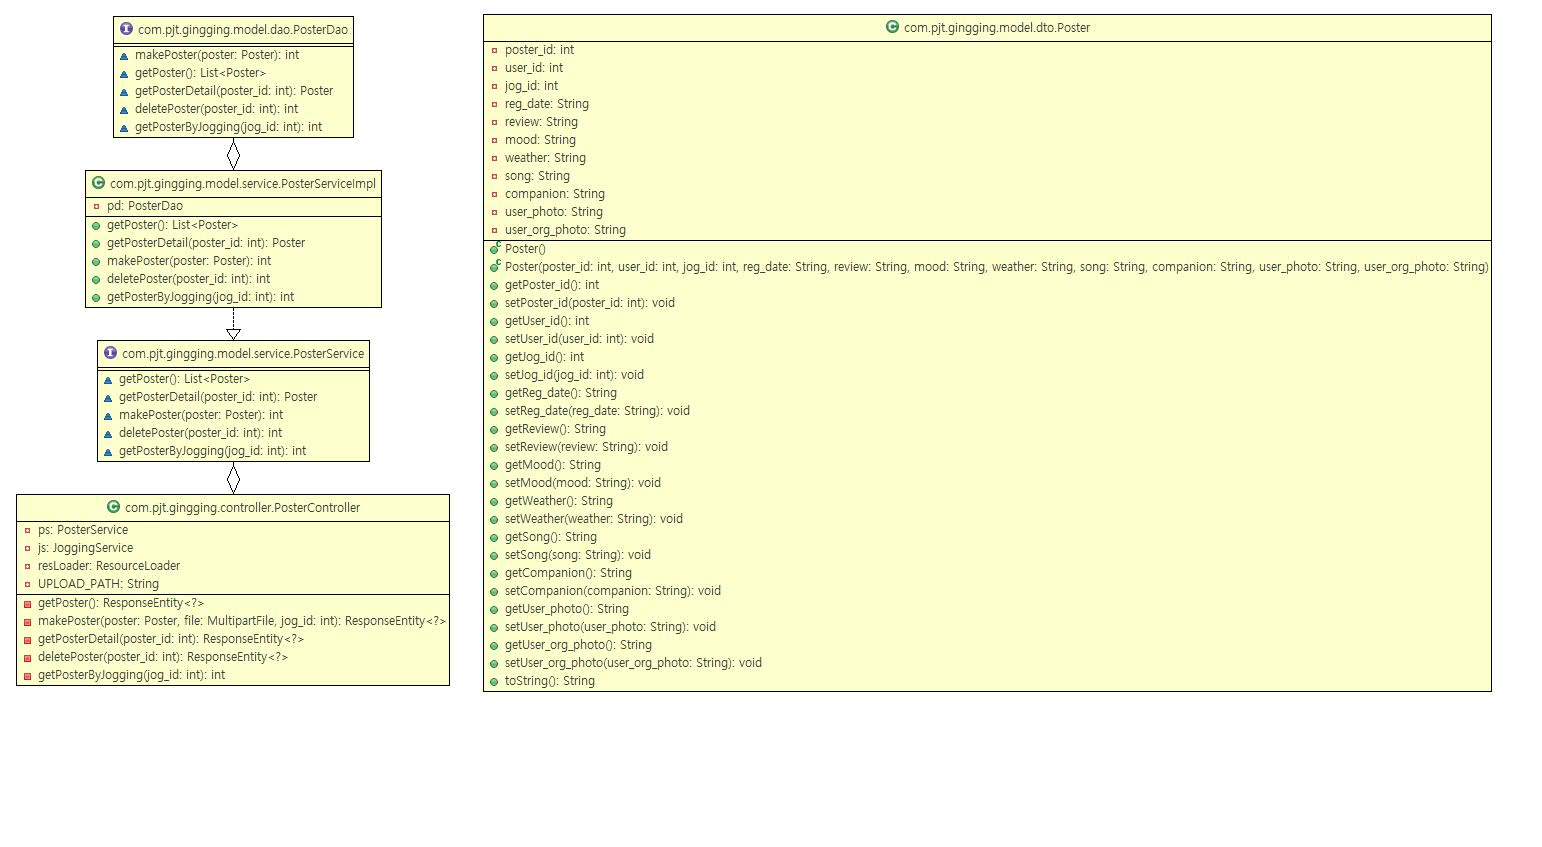 com.pjt.gingging.model.dao.PosterDao
makePoster(poster: Poster): int
getPoster(): List<Poster>
getPosterDetail(poster_id: int): Poster
deletePoster(poster_id: int): int
getPosterByJogging(jog_id: int): int
com.pjt.gingging.model.service.PosterServiceImpl
pd: PosterDao
getPoster(): List<Poster>
getPosterDetail(poster_id: int): Poster
makePoster(poster: Poster): int
deletePoster(poster_id: int): int
getPosterByJogging(jog_id: int): int
com.pjt.gingging.model.service.PosterService
getPoster(): List<Poster>
getPosterDetail(poster_id: int): Poster
makePoster(poster: Poster): int
deletePoster(poster_id: int): int
getPosterByJogging(jog_id: int): int
com.pjt.gingging.controller.PosterController
ps: PosterService
js: JoggingService
resLoader: ResourceLoader
UPLOAD_PATH: String
getPoster(): ResponseEntity<?>
makePoster(poster: Poster, file: MultipartFile, jog_id: int): ResponseEntity<?>
getPosterDetail(poster_id: int): ResponseEntity<?>
deletePoster(poster_id: int): ResponseEntity<?>
getPosterByJogging(jog_id: int): int
com.pjt.gingging.model.dto.Poster
poster_id: int
user_id: int
jog_id: int
reg_date: String
review: String
mood: String
weather: String
song: String
companion: String
user_photo: String
user_org_photo: String
Poster()
Poster(poster_id: int, user_id: int, jog_id: int, reg_date: String, review: String, mood: String, weather: String, song: String, companion: String, user_photo: String, user_org_photo: String)
getPoster_id(): int
setPoster_id(poster_id: int): void
getUser_id(): int
setUser_id(user_id: int): void
getJog_id(): int
setJog_id(jog_id: int): void
getReg_date(): String
setReg_date(reg_date: String): void
getReview(): String
setReview(review: String): void
getMood(): String
setMood(mood: String): void
getWeather(): String
setWeather(weather: String): void
getSong(): String
setSong(song: String): void
getCompanion(): String
setCompanion(companion: String): void
getUser_photo(): String
setUser_photo(user_photo: String): void
getUser_org_photo(): String
setUser_org_photo(user_org_photo: String): void
toString(): String